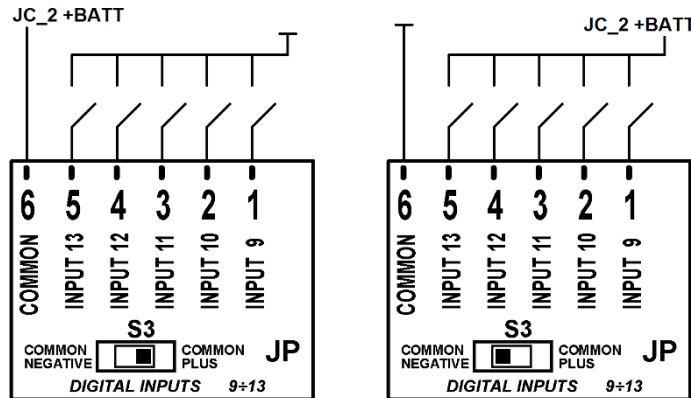 JC_2 +BATT
6 5 4 3 2 1
COMMON
INPUT 13
INPUT 12
INPUT 11
INPUT 10
INPUT 9
S3
COMMON NEGATIVE
COMMON PLUS
JP
DIGITAL INPUTS 9÷13
JC_2 +BATT
6 5 4 3 2 1
COMMON
INPUT 13
INPUT 12
INPUT 11
INPUT 10
INPUT 9
S3
COMMON NEGATIVE
COMMON PLUS
JP
DIGITAL INPUTS 9÷13